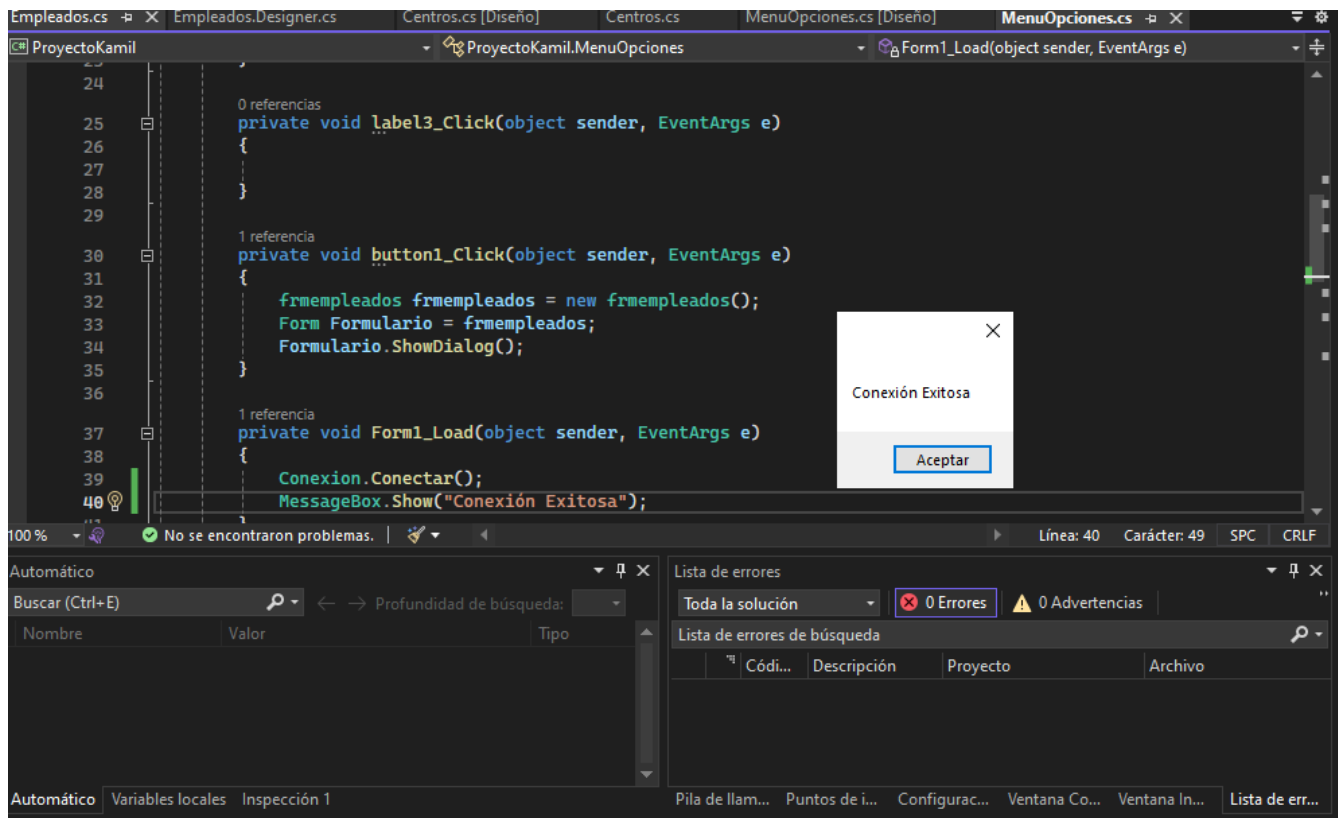 Empleados.cs
Empleados.Designer.cs
Centros.cs [Diseño]
Centros.cs
MenuOpciones.cs [Diseño]
MenuOpciones.cs
C# ProyectoKamil
ProyectoKamil.MenuOpciones
Form1_Load(object sender, EventArgs e)
23 }
24
0 referencias
25 private void label3_Click(object sender, EventArgs e)
26 {
27
28 }
29
1 referencia
30 private void button1_Click(object sender, EventArgs e)
31 {
32 frmempleados frmempleados = new frmempleados();
33 Form Formulario = frmempleados;
34 Formulario.ShowDialog();
35 }
36
1 referencia
37 private void Form1_Load(object sender, EventArgs e)
38 {
39 Conexion.Conectar();
40 MessageBox.Show("Conexión Exitosa");
41 }
Conexión Exitosa
Aceptar
100 %
No se encontraron problemas.
Línea: 40
Carácter: 49
SPC
CRLF
Automático
Buscar (Ctrl+E)
Profundidad de búsqueda:
Nombre
Valor
Tipo
Lista de errores
Toda la solución
0 Errores
0 Advertencias
Lista de errores de búsqueda
Códi...
Descripción
Proyecto
Archivo
Automático
Variables locales
Inspección 1
Pila de llam...
Puntos de i...
Configurac...
Ventana Co...
Ventana In...
Lista de err...